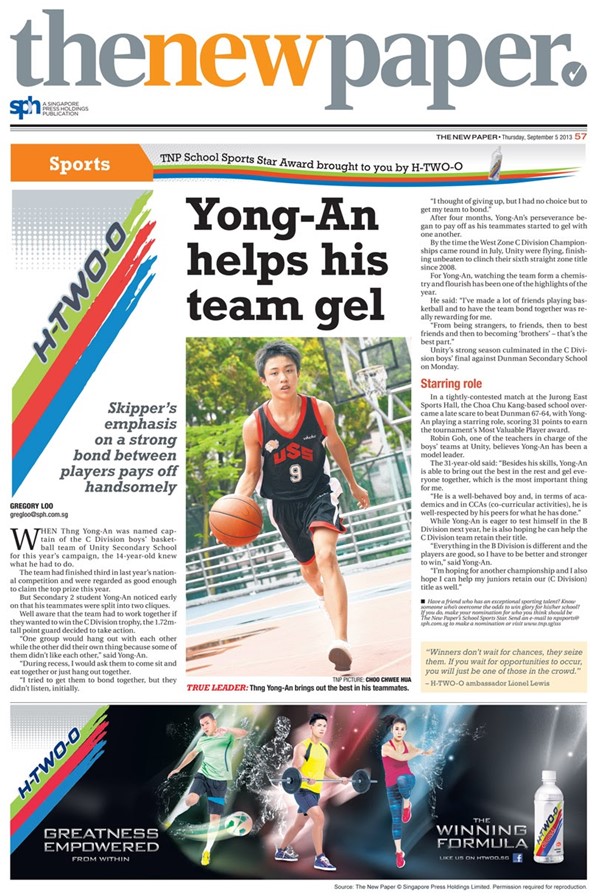 thenewpaper.
sph A SINGAPORE
PRESS HOLDINGS
PUBLICATION
THE NEW PAPER • Thursday, September 5 2013 57
Sports
TNP School Sports Star Award brought to you by H-TWO-O
H-TWO-O
Yong-An
helps his
team gel
Skipper's
emphasis
on a strong
bond between
players pays off
handsomely
GREGORY LOO
gregloo@sph.com.sg
WHEN Thng Yong-An was named cap-
tain of the C Division boys' basket-
ball team of Unity Secondary School
for this year's campaign, the 14-year-old knew
what he had to do.
The team had finished third in last year's nation-
al competition and were regarded as good enough
to claim the top prize this year.
But Secondary 2 student Yong-An noticed early
on that his teammates were split into two cliques.
Well aware that the team had to work together if
they wanted to win the C Division trophy, the 1.72m-
tall point guard decided to take action.
"One group would hang out with each other
while the other did their own thing because some of
them didn't like each other," said Yong-An.
"During recess, I would ask them to come sit and
eat together or just hang out together.
"I tried to get them to bond together, but they
didn't listen, initially.
USS
9
TNP PICTURE: CHOO CHWEE HUA
TRUE LEADER: Thng Yong-An brings out the best in his teammates.
"I thought of giving up, but I had no choice but to
get my team to bond."
After four months, Yong-An's perseverance be-
gan to pay off as his teammates started to gel with
one another.
By the time the West Zone C Division Champion-
ships came round in July, Unity were flying, finish-
ing unbeaten to clinch their sixth straight zone title
since 2008.
For Yong-An, watching the team form a chemis-
try and flourish has been one of the highlights of the
year.
He said: "I've made a lot of friends playing bas-
ketball and to have the team bond together was re-
ally rewarding for me.
"From being strangers, to friends, then to best
friends and then to becoming 'brothers' – that's the
best part."
Unity's strong season culminated in the C Divi-
sion boys' final against Dunman Secondary School
on Monday.
Starring role
In a tightly-contested match at the Jurong East
Sports Hall, the Choa Chu Kang-based school over-
came a late scare to beat Dunman 67-64, with Yong-
An playing a starring role, scoring 31 points to earn
the tournament's Most Valuable Player award.
Robin Goh, one of the teachers in charge of the
boys' teams at Unity, believes Yong-An has been a
model leader.
The 31-year-old said: "Besides his skills, Yong-An
is able to bring out the best in the rest and gel eve-
ryone together, which is the most important thing
for me.
"He is a well-behaved boy and, in terms of aca-
demics and in CCAs (co-curricular activities), he is
well-respected by his peers for what he has done."
While Yong-An is eager to test himself in the B
Division next year, he is also hoping he can help the
C Division team retain their title.
"Everything in the B Division is different and the
players are good, so I have to be better and stronger
to win," said Yong-An.
"I'm hoping for another championship and I also
hope I can help my juniors retain our (C Division)
title as well."
■ Have a friend who has an exceptional sporting talent? Know
someone who's overcome the odds to win glory for his/her school?
If you do, make your nomination for who you think should be
The New Paper's School Sports Star. Send an e-mail to tnpsports@
sph.com.sg to make a nomination or visit www.tnp.sg/sss
"Winners don't wait for chances, they seize
them. If you wait for opportunities to occur,
you will just be one of those in the crowd."
– H-TWO-O ambassador Lionel Lewis
H-TWO-O
GREATNESS
EMPOWERED
FROM WITHIN
THE
WINNING
FORMULA
LIKE US ON HTWOO.SG
H-TWO-O
Source: The New Paper © Singapore Press Holdings Limited. Permission required for reproduction.